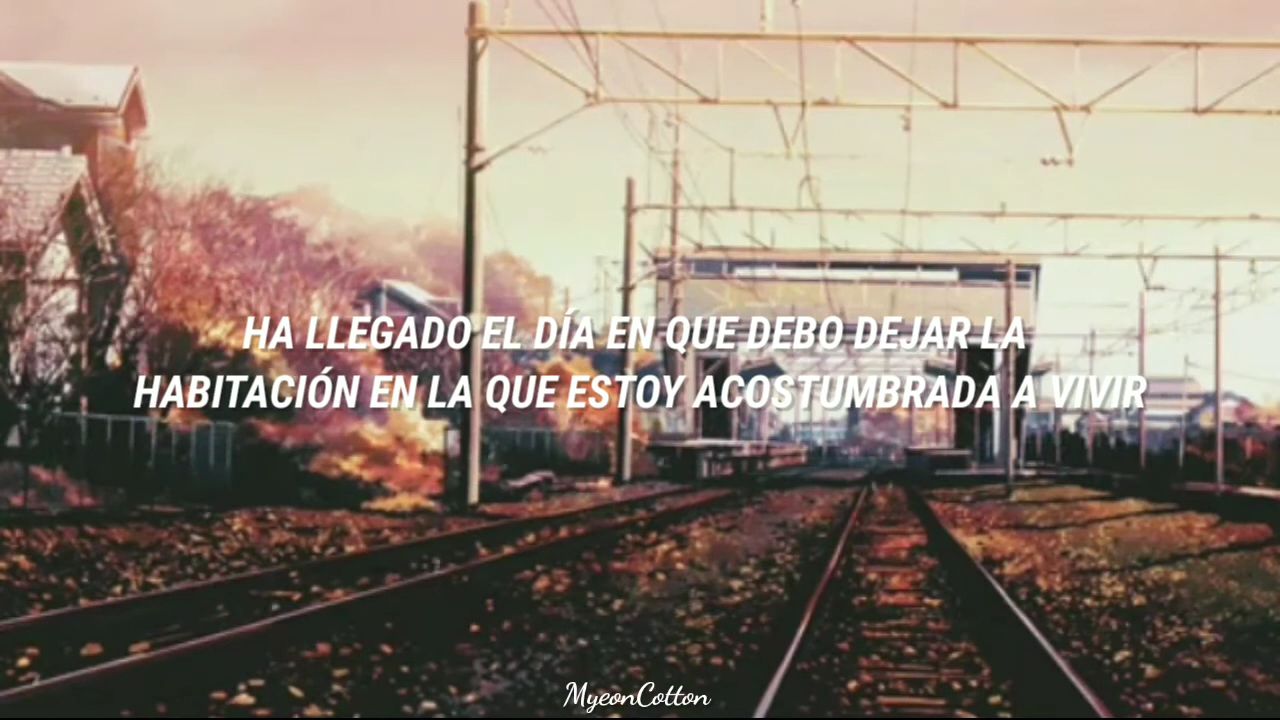 HA LLEGADO EL DÍA EN QUE DEBO DEJAR LA
HABITACIÓN EN LA QUE ESTOY ACOSTUMBRADA A VIVIR
MyeonCotton